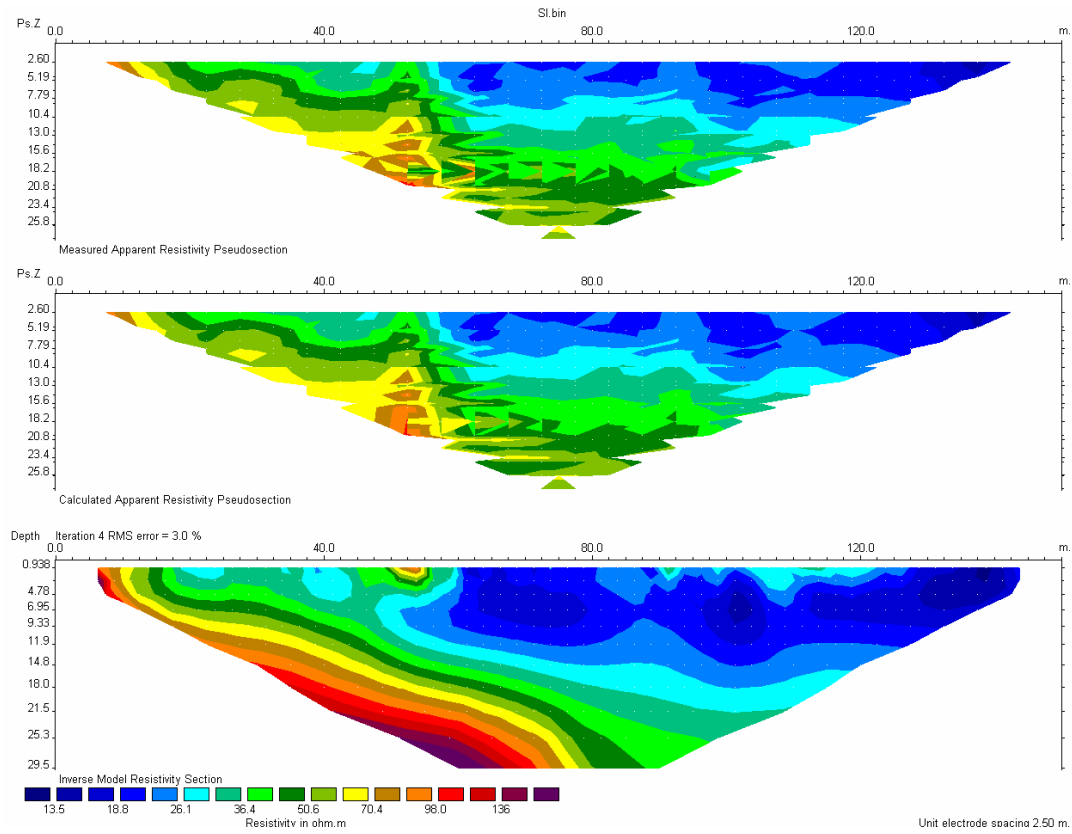 SI.bin
Ps.Z 0.0 40.0 80.0 120.0 m.
2.60
5.19
7.79
10.4
13.0
15.6
18.2
20.8
23.4
25.8
Measured Apparent Resistivity Pseudosection
Ps.Z 0.0 40.0 80.0 120.0 m.
2.60
5.19
7.79
10.4
13.0
15.6
18.2
20.8
23.4
25.8
Calculated Apparent Resistivity Pseudosection
Depth Iteration 4 RMS error = 3.0 %
0.0 40.0 80.0 120.0 m.
0.938
4.78
6.95
9.33
11.9
14.8
18.0
21.5
25.3
29.5
Inverse Model Resistivity Section
13.5 18.8 26.1 36.4 50.6 70.4 98.0 136
Resistivity in ohm.m
Unit electrode spacing 2.50 m.